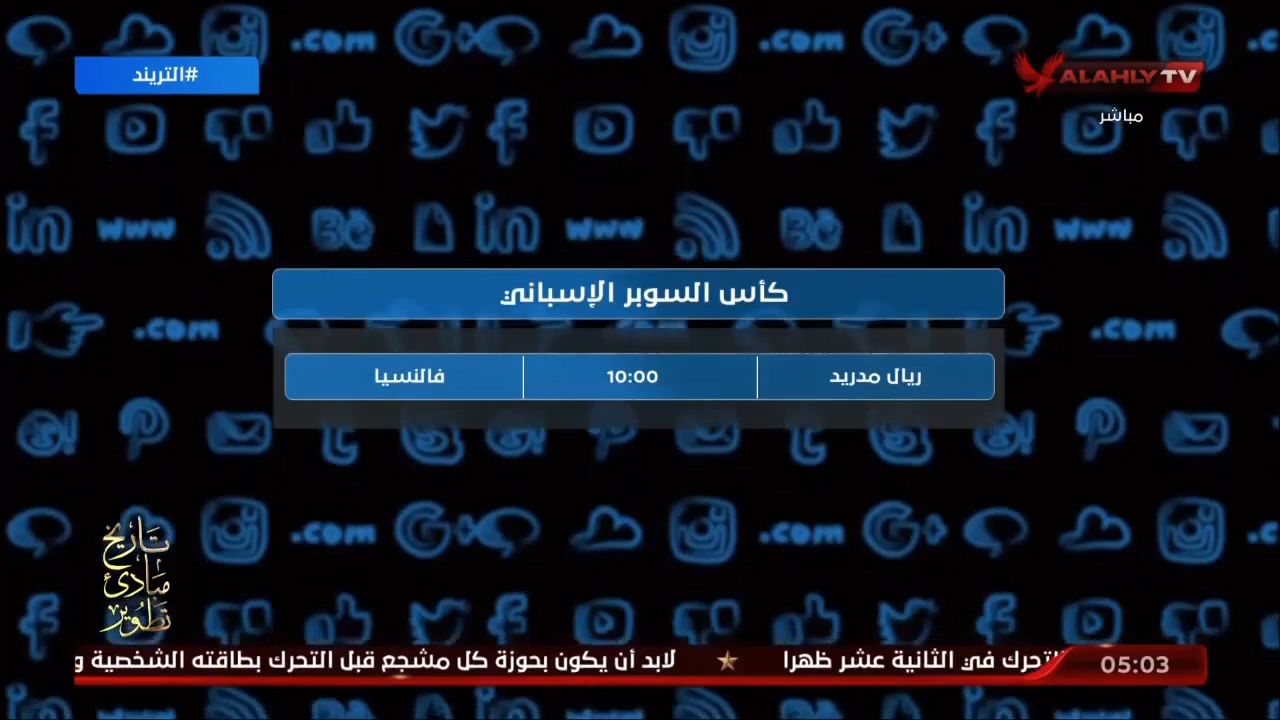 #التريند
ALAHLY TV
مباشر
كأس السوبر الإسباني
ريال مدريد
10:00
فالنسيا
تاريخ
مبادئ
تطوير
التحرك في الثانية عشر ظهرا ★ لابد أن يكون بحوزة كل مشجع قبل التحرك بطاقته الشخصية و
05:03